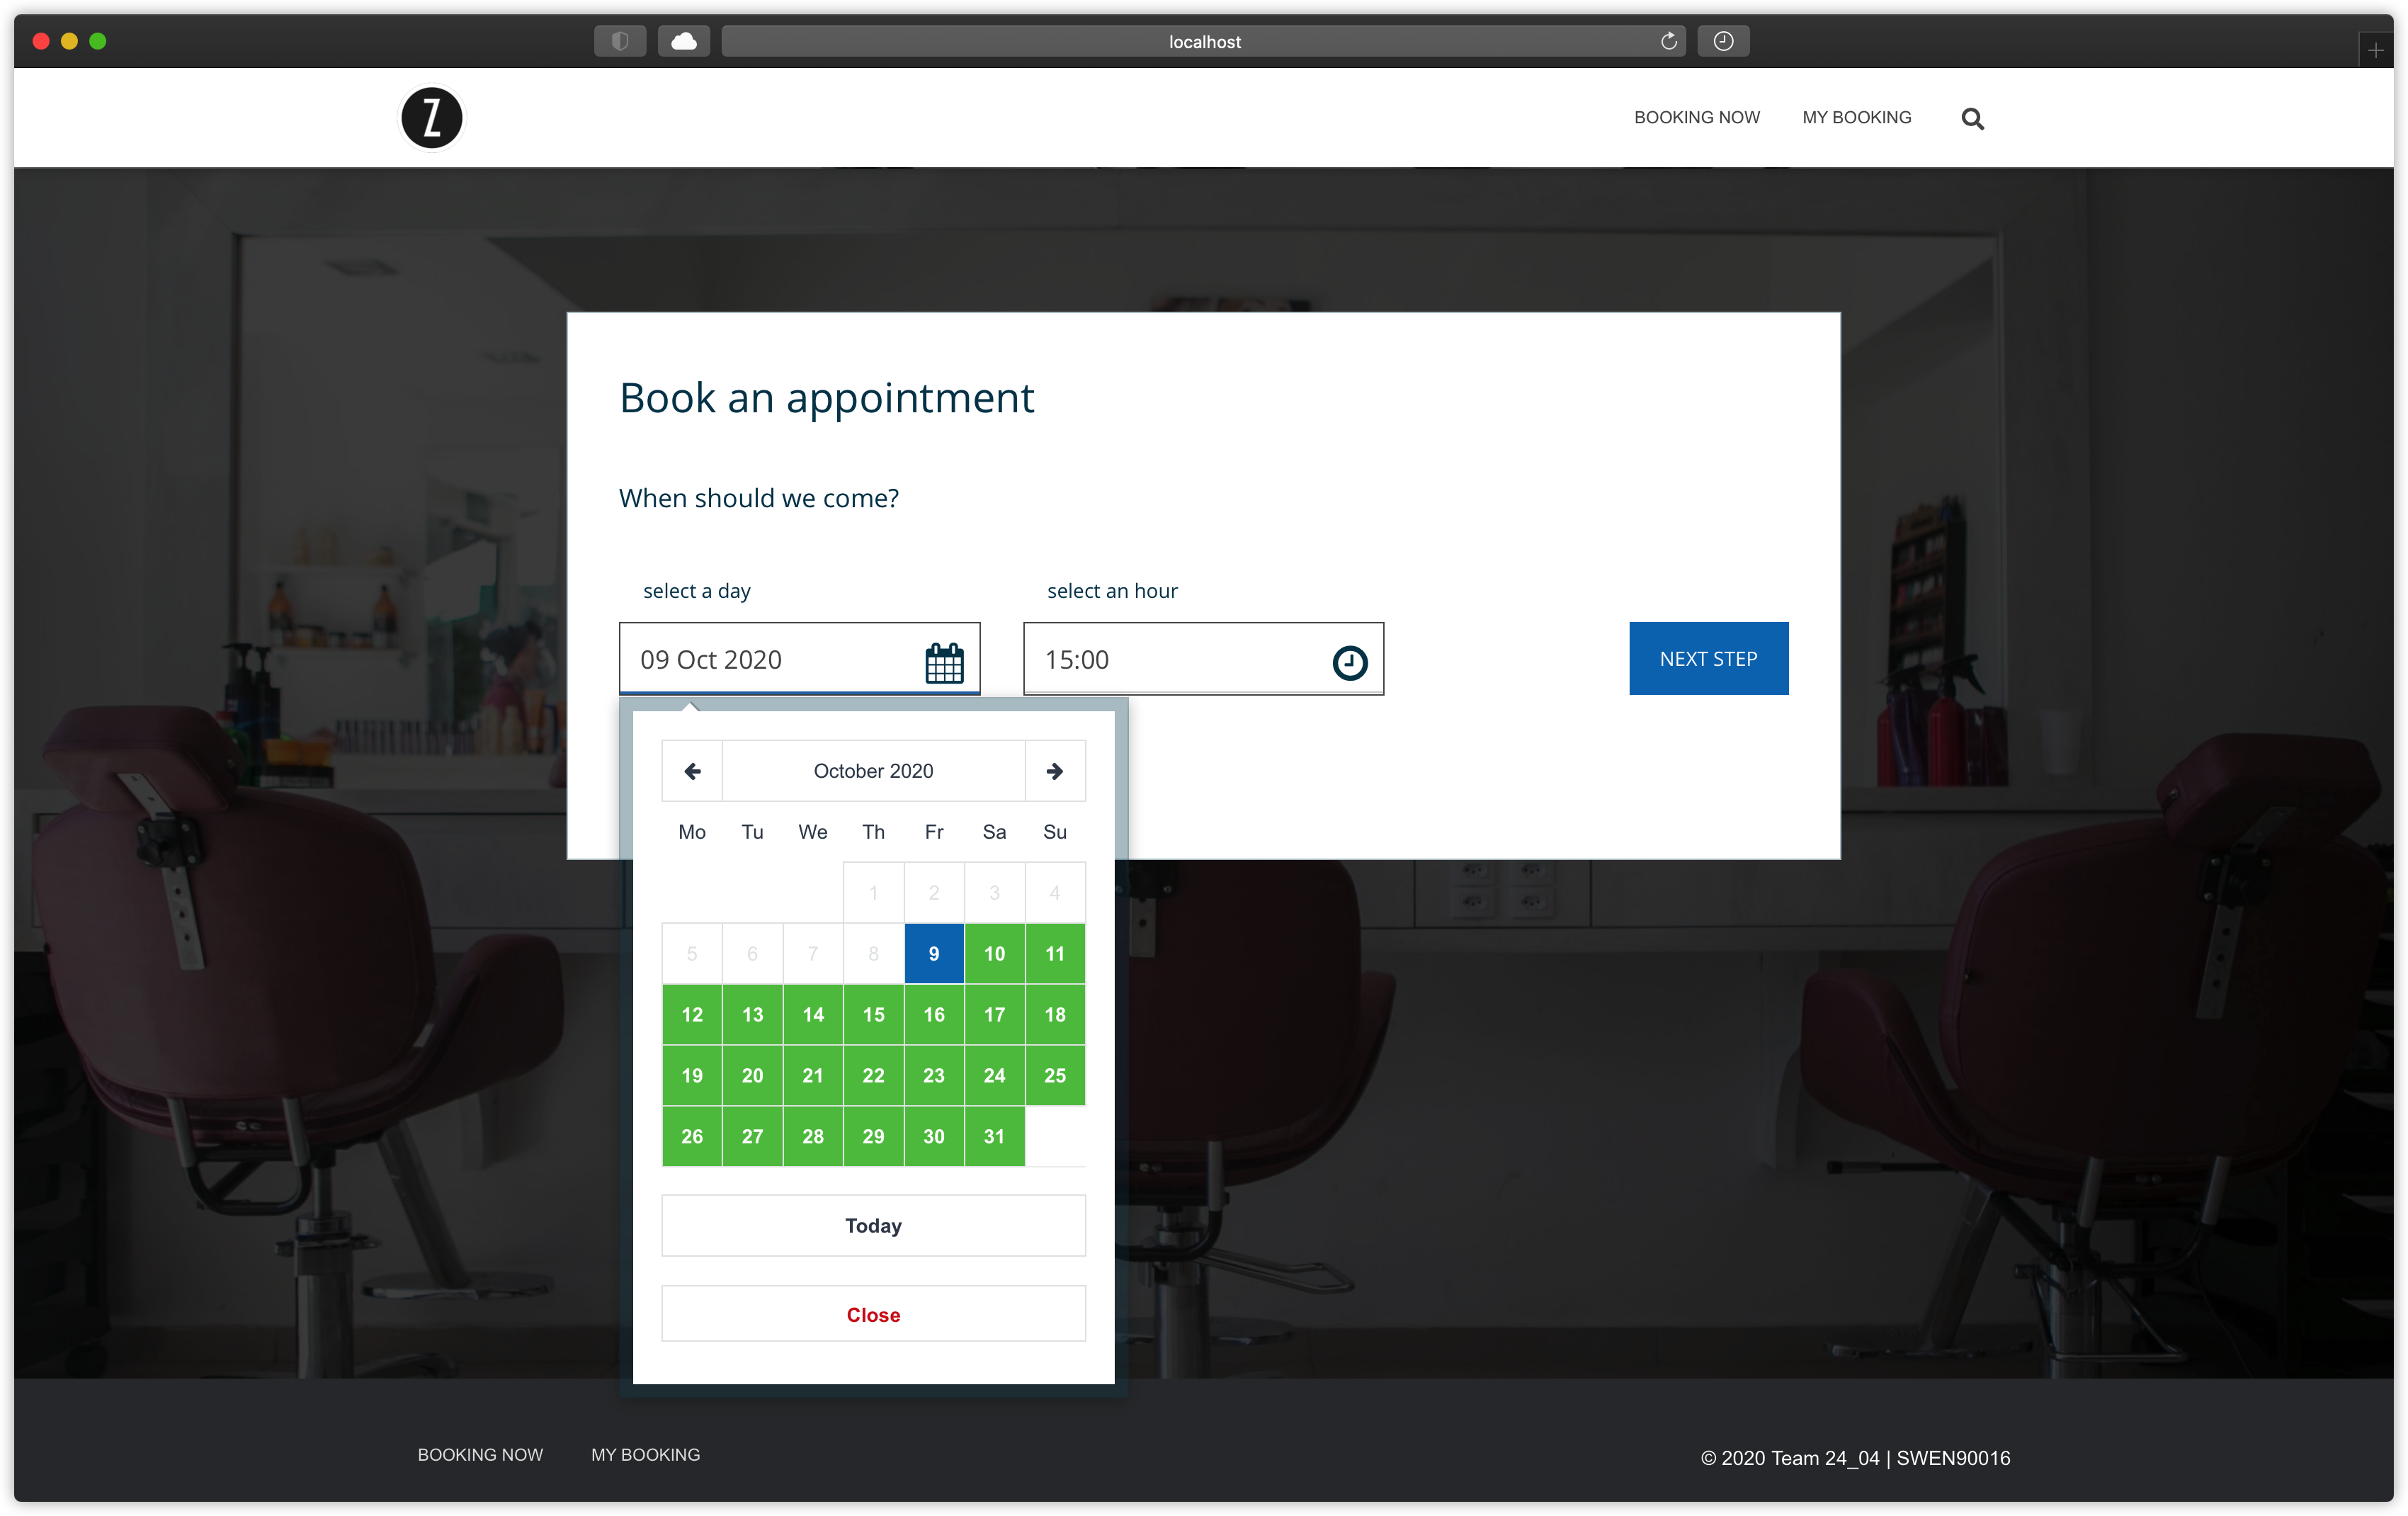 localhost
Z
BOOKING NOW MY BOOKING
Book an appointment
When should we come?
select a day select an hour
09 Oct 2020 15:00 NEXT STEP
October 2020
Mo Tu We Th Fr Sa Su
1 2 3 4
5 6 7 8 9 10 11
12 13 14 15 16 17 18
19 20 21 22 23 24 25
26 27 28 29 30 31
Today
Close
BOOKING NOW MY BOOKING © 2020 Team 24_04 | SWEN90016